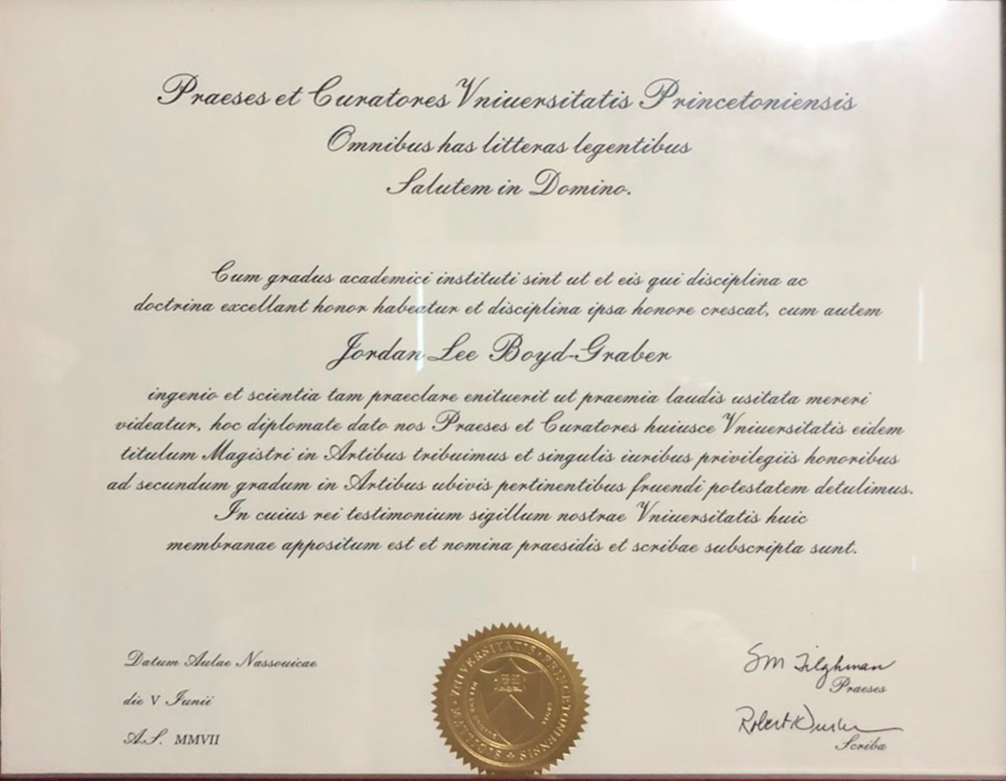 Praeses et Curatores Vniuersitatis Princetoniensis
Omnibus has litteras legentibus
Salutem in Domino.
Cum gradus academici instituti sint ut et eis qui disciplina ac
doctrina excellant honor habeatur et disciplina ipsa honore crescat, cum autem
Jordan Lee Boyd-Graber
ingenio et scientia tam praeclare enituerit ut praemia laudis usitata mereri
videatur, hoc diplomate dato nos Praeses et Curatores huiusce Vniuersitatis eidem
titulum Magistri in Artibus tribuimus et singulis iuribus privilegiis honoribus
ad secundum gradum in Artibus ubivis pertinentibus fruendi potestatem detulimus.
In cuius rei testimonium sigillum nostrae Vniuersitatis huic
membranae appositum est et nomina praesidis et scribae subscripta sunt.
Datum Aulae Nassouicae
die V Junii
A.S. MMVII
VNIVERSITATIS PRINCETONIENSIS
SM Tilghman
Praeses
Robert
Scriba